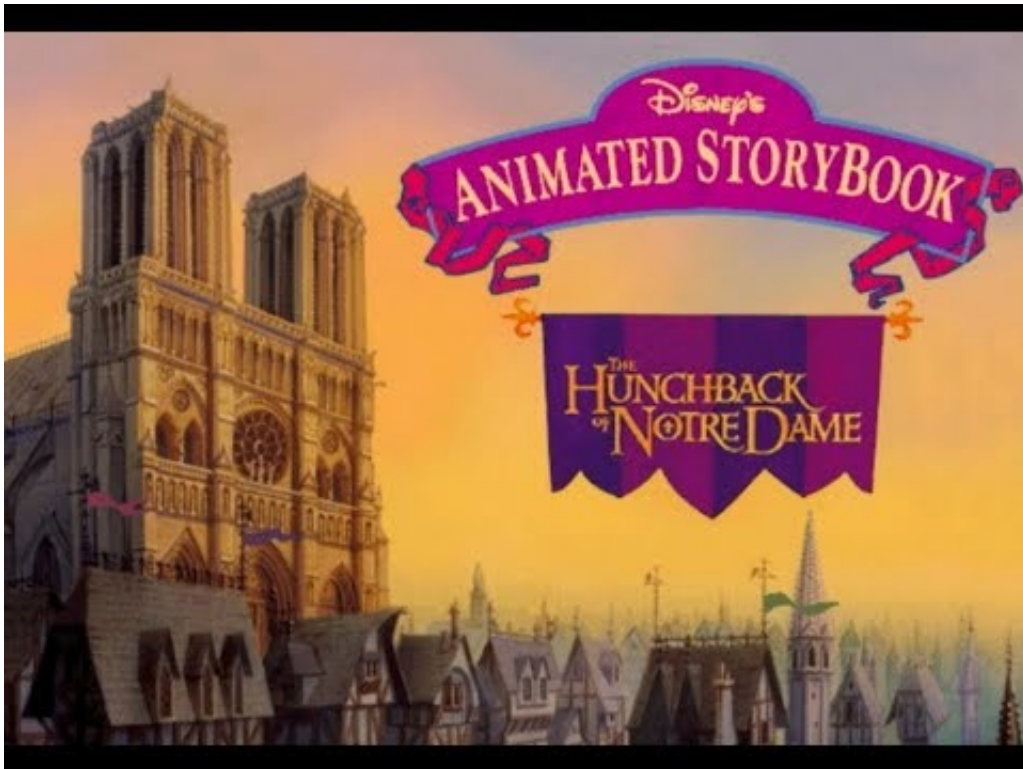 Disney's
ANIMATED STORYBOOK
THE
HUNCHBACK
OF NOTRE DAME